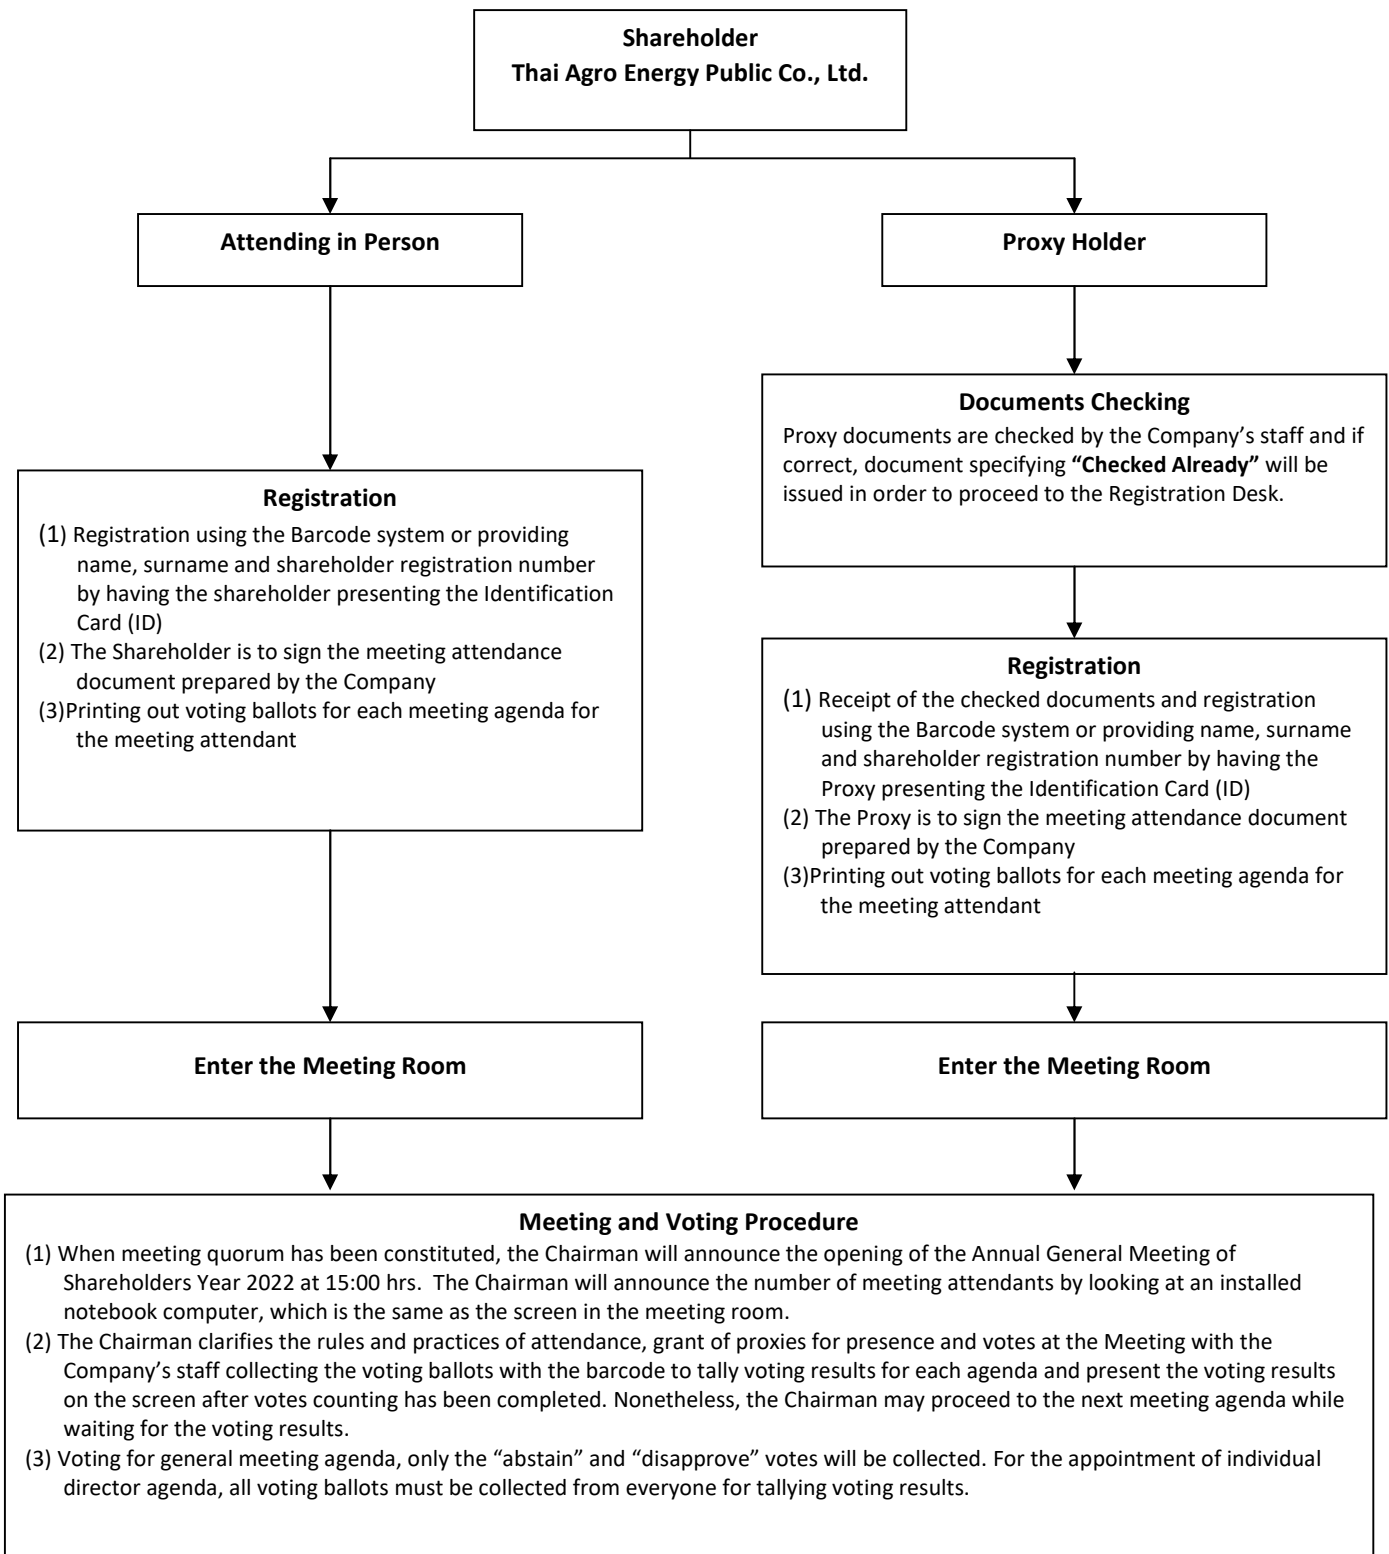 Shareholder
Thai Agro Energy Public Co., Ltd.
Attending in Person
Proxy Holder
Documents Checking
Proxy documents are checked by the Company’s staff and if
correct, document specifying “Checked Already” will be
issued in order to proceed to the Registration Desk.
Registration
(1) Registration using the Barcode system or providing
name, surname and shareholder registration number
by having the shareholder presenting the Identification
Card (ID)
(2) The Shareholder is to sign the meeting attendance
document prepared by the Company
(3)Printing out voting ballots for each meeting agenda for
the meeting attendant
Registration
(1) Receipt of the checked documents and registration
using the Barcode system or providing name, surname
and shareholder registration number by having the
Proxy presenting the Identification Card (ID)
(2) The Proxy is to sign the meeting attendance document
prepared by the Company
(3)Printing out voting ballots for each meeting agenda for
the meeting attendant
Enter the Meeting Room
Enter the Meeting Room
Meeting and Voting Procedure
(1) When meeting quorum has been constituted, the Chairman will announce the opening of the Annual General Meeting of
Shareholders Year 2022 at 15:00 hrs.  The Chairman will announce the number of meeting attendants by looking at an installed
notebook computer, which is the same as the screen in the meeting room.
(2) The Chairman clarifies the rules and practices of attendance, grant of proxies for presence and votes at the Meeting with the
Company’s staff collecting the voting ballots with the barcode to tally voting results for each agenda and present the voting results
on the screen after votes counting has been completed. Nonetheless, the Chairman may proceed to the next meeting agenda while
waiting for the voting results.
(3) Voting for general meeting agenda, only the “abstain” and “disapprove” votes will be collected. For the appointment of individual
director agenda, all voting ballots must be collected from everyone for tallying voting results.